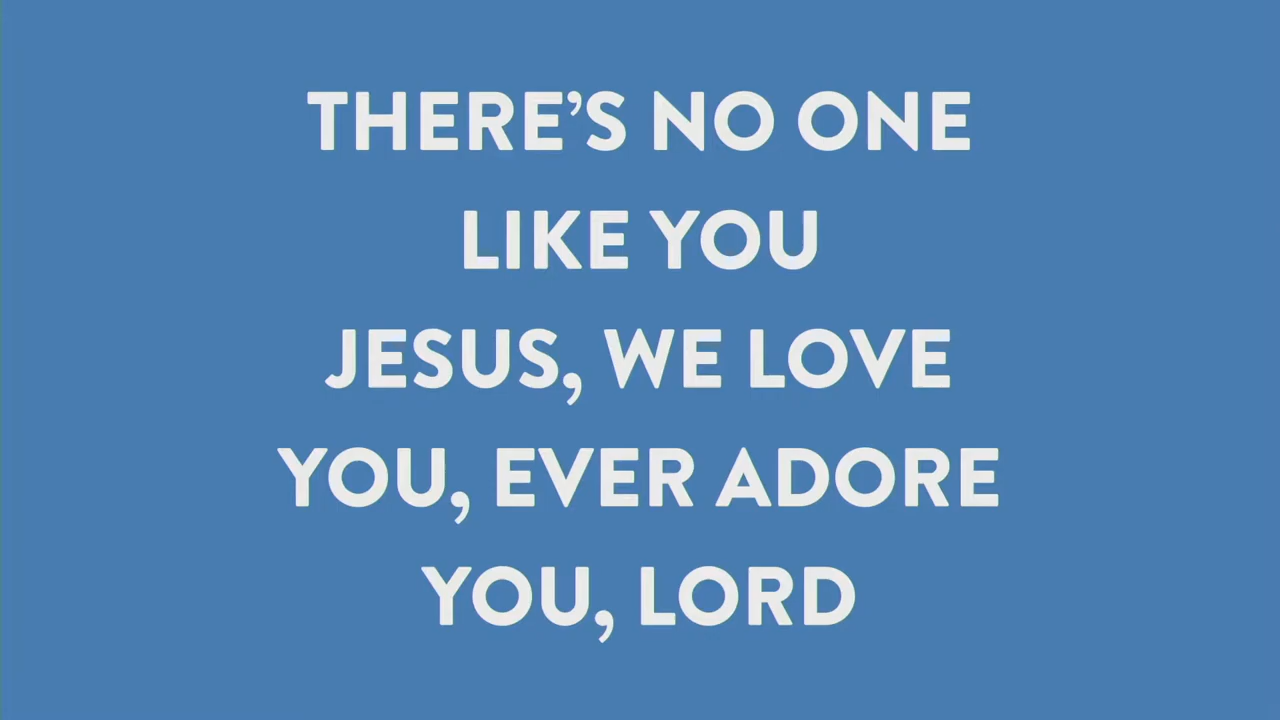 THERE’S NO ONE
LIKE YOU
JESUS, WE LOVE
YOU, EVER ADORE
YOU, LORD